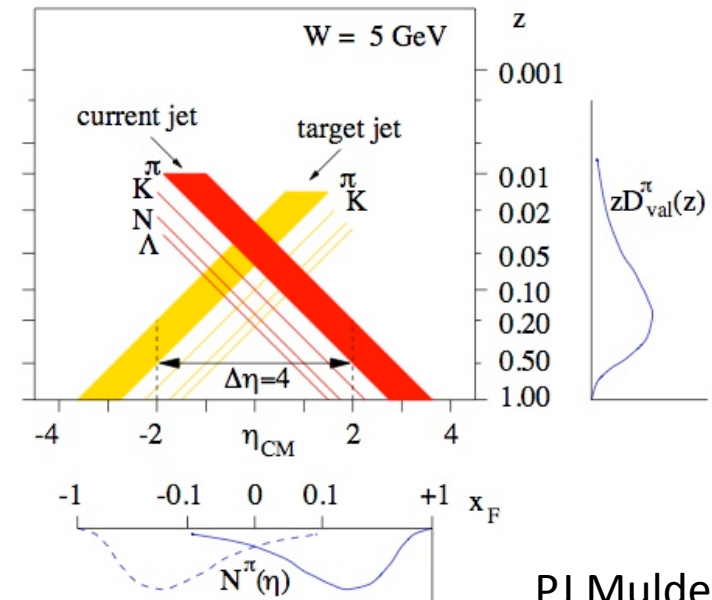 W = 5 GeV
z
0.001
current jet
target jet
π
K
N
Λ
π
K
0.01
0.02
0.05
0.10
0.20
0.50
1.00
zD^π_val(z)
Δη=4
-4 -2 η_CM 2 4
-1 -0.1 0 0.1 +1 x_F
N^π(η)
PJ Mulde